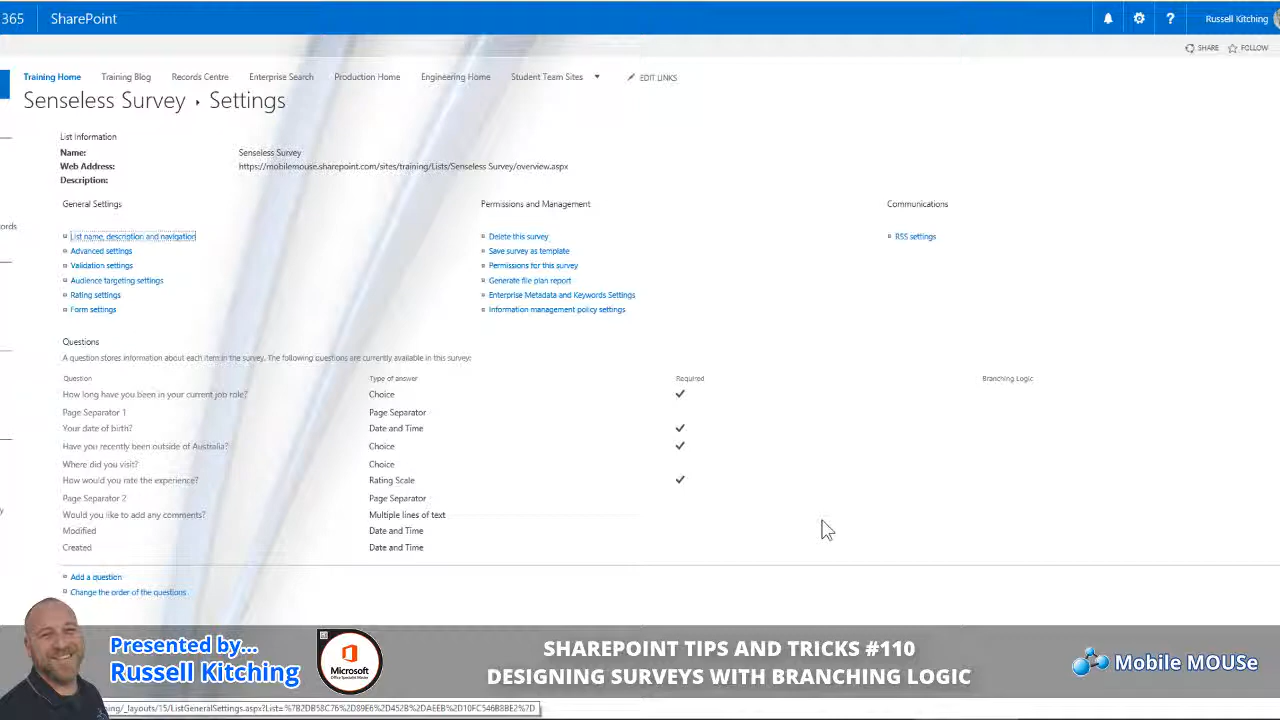 365 SharePoint Russell Kitching
SHARE FOLLOW
Training Home Training Blog Records Centre Enterprise Search Production Home Engineering Home Student Team Sites EDIT LINKS
Senseless Survey Settings
List Information
Name: Senseless Survey
Web Address: https://mobilemouse.sharepoint.com/sites/training/Lists/Senseless Survey/overview.aspx
Description:
General Settings Permissions and Management Communications
List name, description and navigation Delete this survey RSS settings
Advanced settings Save survey as template
Validation settings Permissions for this survey
Audience targeting settings Generate file plan report
Rating settings Enterprise Metadata and Keywords Settings
Form settings Information management policy settings
Questions
A question stores information about each item in the survey. The following questions are currently available in this survey:
Question Type of answer Required Branching Logic
How long have you been in your current job role? Choice
Page Separator 1 Page Separator
Your date of birth? Date and Time
Have you recently been outside of Australia? Choice
Where did you visit? Choice
How would you rate the experience? Rating Scale
Page Separator 2 Page Separator
Would you like to add any comments? Multiple lines of text
Modified Date and Time
Created Date and Time
Add a question
Change the order of the questions
Presented by...
Russell Kitching
Microsoft
Office Specialist Master
SHAREPOINT TIPS AND TRICKS #110
DESIGNING SURVEYS WITH BRANCHING LOGIC
Mobile MOUSe